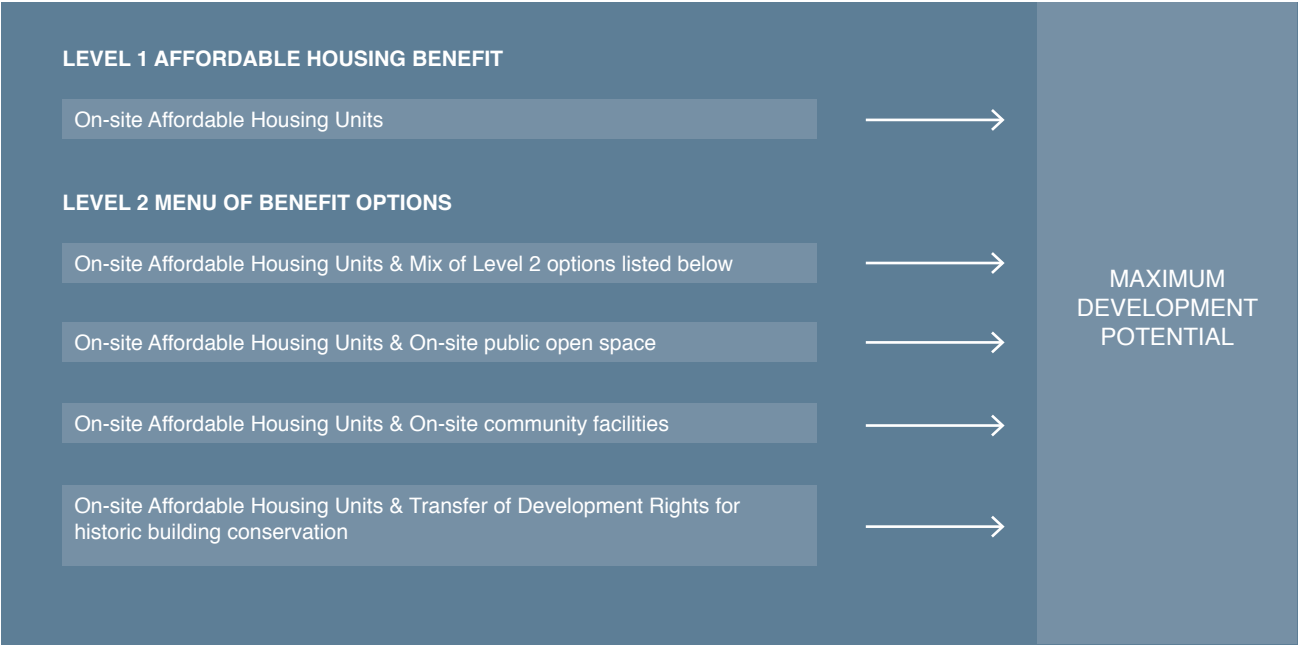 LEVEL 1 AFFORDABLE HOUSING BENEFIT
On-site Affordable Housing Units
LEVEL 2 MENU OF BENEFIT OPTIONS
On-site Affordable Housing Units & Mix of Level 2 options listed below
On-site Affordable Housing Units & On-site public open space
On-site Affordable Housing Units & On-site community facilities
On-site Affordable Housing Units & Transfer of Development Rights for
historic building conservation
MAXIMUM
DEVELOPMENT
POTENTIAL